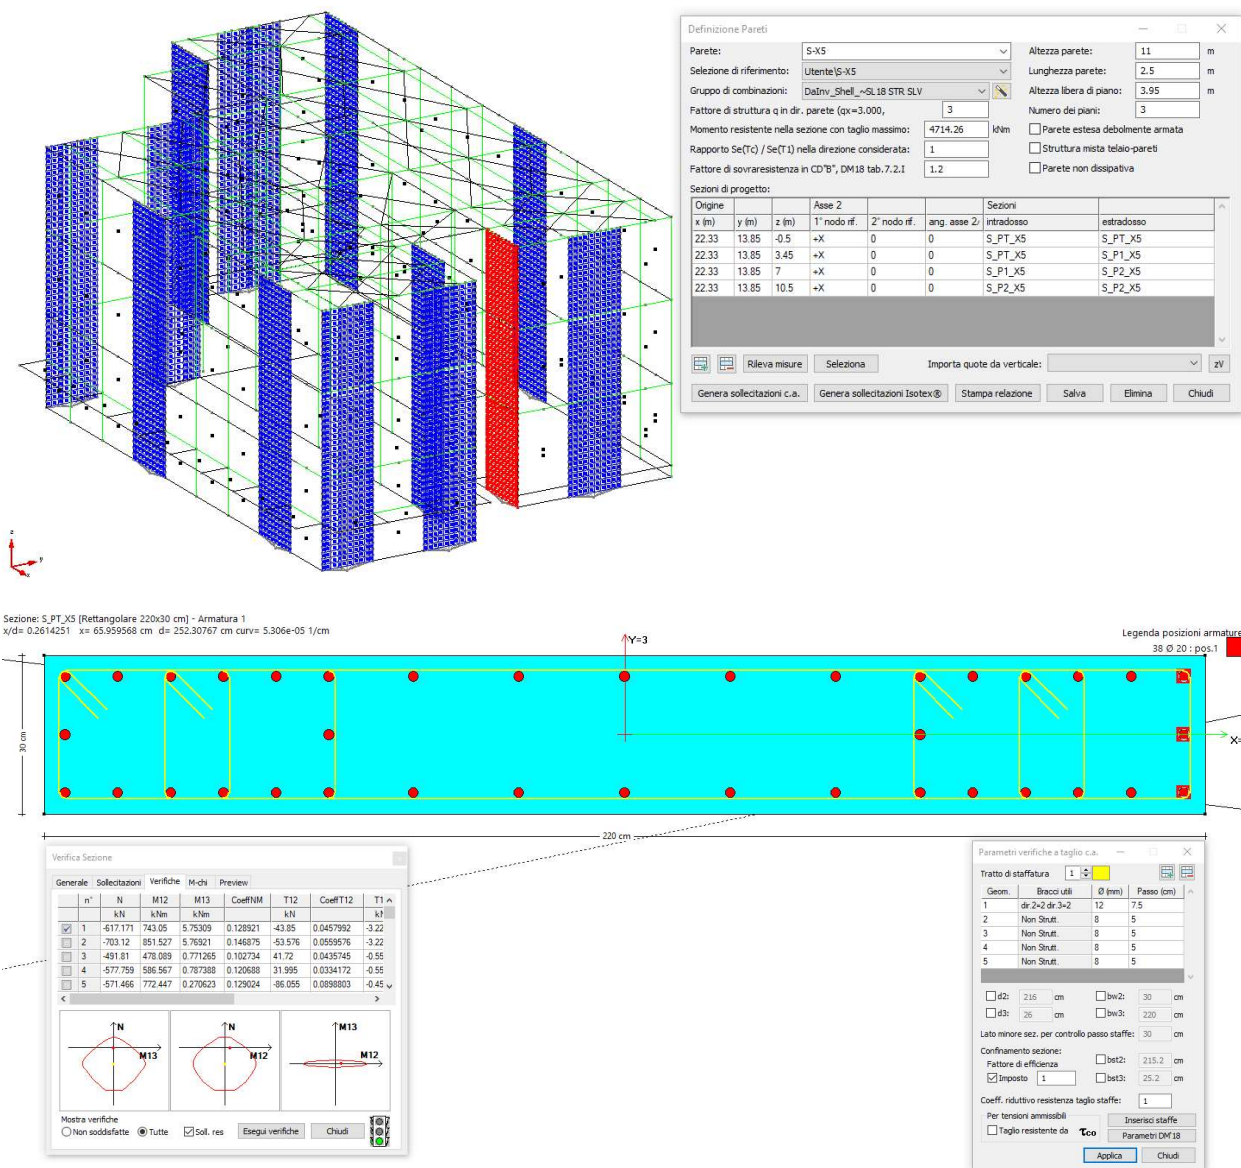 Definizione Pareti
Parete: S-X5 Altezza parete: 11 m
Selezione di riferimento: Utente\S-X5 Lunghezza parete: 2.5 m
Gruppo di combinazioni: DaInv_Shell_~SL18 STR SLV Altezza libera di piano: 3.95 m
Fattore di struttura q in dir. parete (qx=3.000, 3 Numero dei piani: 3
Momento resistente nella sezione con taglio massimo: 4714.26 kNm Parete estesa debolmente armata
Rapporto Se(Tc) / Se(T1) nella direzione considerata: 1 Struttura mista telaio-pareti
Fattore di sovraresistenza in CD"B", DM18 tab.7.2.I 1.2 Parete non dissipativa
Sezioni di progetto:
Origine Asse 2 Sezioni
x (m) y (m) z (m) 1° nodo rif. 2° nodo rif. ang. asse 2 intradosso estradosso
22.33 13.85 -0.5 +X 0 0 S_PT_X5 S_PT_X5
22.33 13.85 3.45 +X 0 0 S_PT_X5 S_P1_X5
22.33 13.85 7 +X 0 0 S_P1_X5 S_P2_X5
22.33 13.85 10.5 +X 0 0 S_P2_X5 S_P2_X5
Rileva misure Seleziona Importa quote da verticale: zV
Genera sollecitazioni c.a. Genera sollecitazioni Isotex® Stampa relazione Salva Elimina Chiudi
z
y
x
Sezione: S_PT_X5 [Rettangolare 220x30 cm] - Armatura 1
x/d= 0.2614251 x= 65.959568 cm d= 252.30767 cm curv= 5.306e-05 1/cm
Y=3
Legenda posizioni armature
38 Ø 20 : pos.1
30 cm
X=
220 cm
Verifica Sezione
Generale Sollecitazioni Verifiche M-chi Preview
n° N M12 M13 CoeffNM T12 CoeffT12 T1
kN kNm kNm kN
1 -617.171 743.05 5.75309 0.128921 -43.85 0.0457992 -3.22
2 -703.12 851.527 5.76921 0.146875 -53.576 0.0559576 -3.22
3 -491.81 478.089 0.771265 0.102734 41.72 0.0435745 -0.55
4 -577.759 586.567 0.787388 0.120688 31.995 0.0334172 -0.55
5 -571.466 772.447 0.270623 0.129024 -86.055 0.0898803 -0.45
N M13
N M12
M13 M12
Mostra verifiche
Non soddisfatte Tutte Soll. res Esegui verifiche Chiudi
Parametri verifiche a taglio c.a.
Tratto di staffatura 1
Geom. Bracci utili Ø (mm) Passo (cm)
1 dir.2=2 dir.3=2 12 7.5
2 Non Strutt. 8 5
3 Non Strutt. 8 5
4 Non Strutt. 8 5
5 Non Strutt. 8 5
d2: 216 cm bw2: 30 cm
d3: 26 cm bw3: 220 cm
Lato minore sez. per controllo passo staffe: 30 cm
Confinamento sezione:
Fattore di efficienza bst2: 215.2 cm
Imposto 1 bst3: 25.2 cm
Coeff. riduttivo resistenza taglio staffe: 1
Per tensioni ammissibili Inserisci staffe
Taglio resistente da τco Parametri DM'18
Applica Chiudi